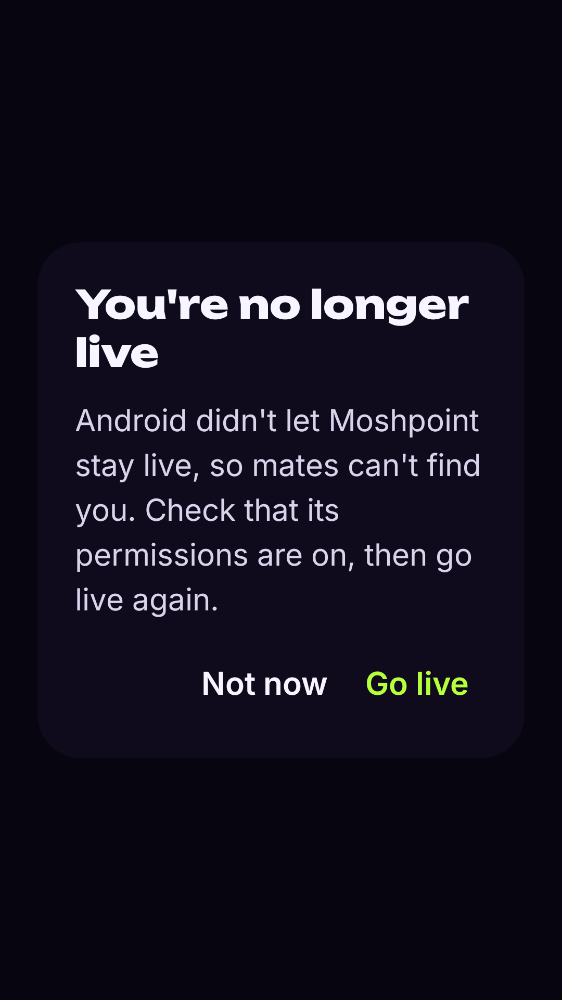 You're no longer
live
Android didn't let Moshpoint
stay live, so mates can't find
you. Check that its
permissions are on, then go
live again.
Not now Go live